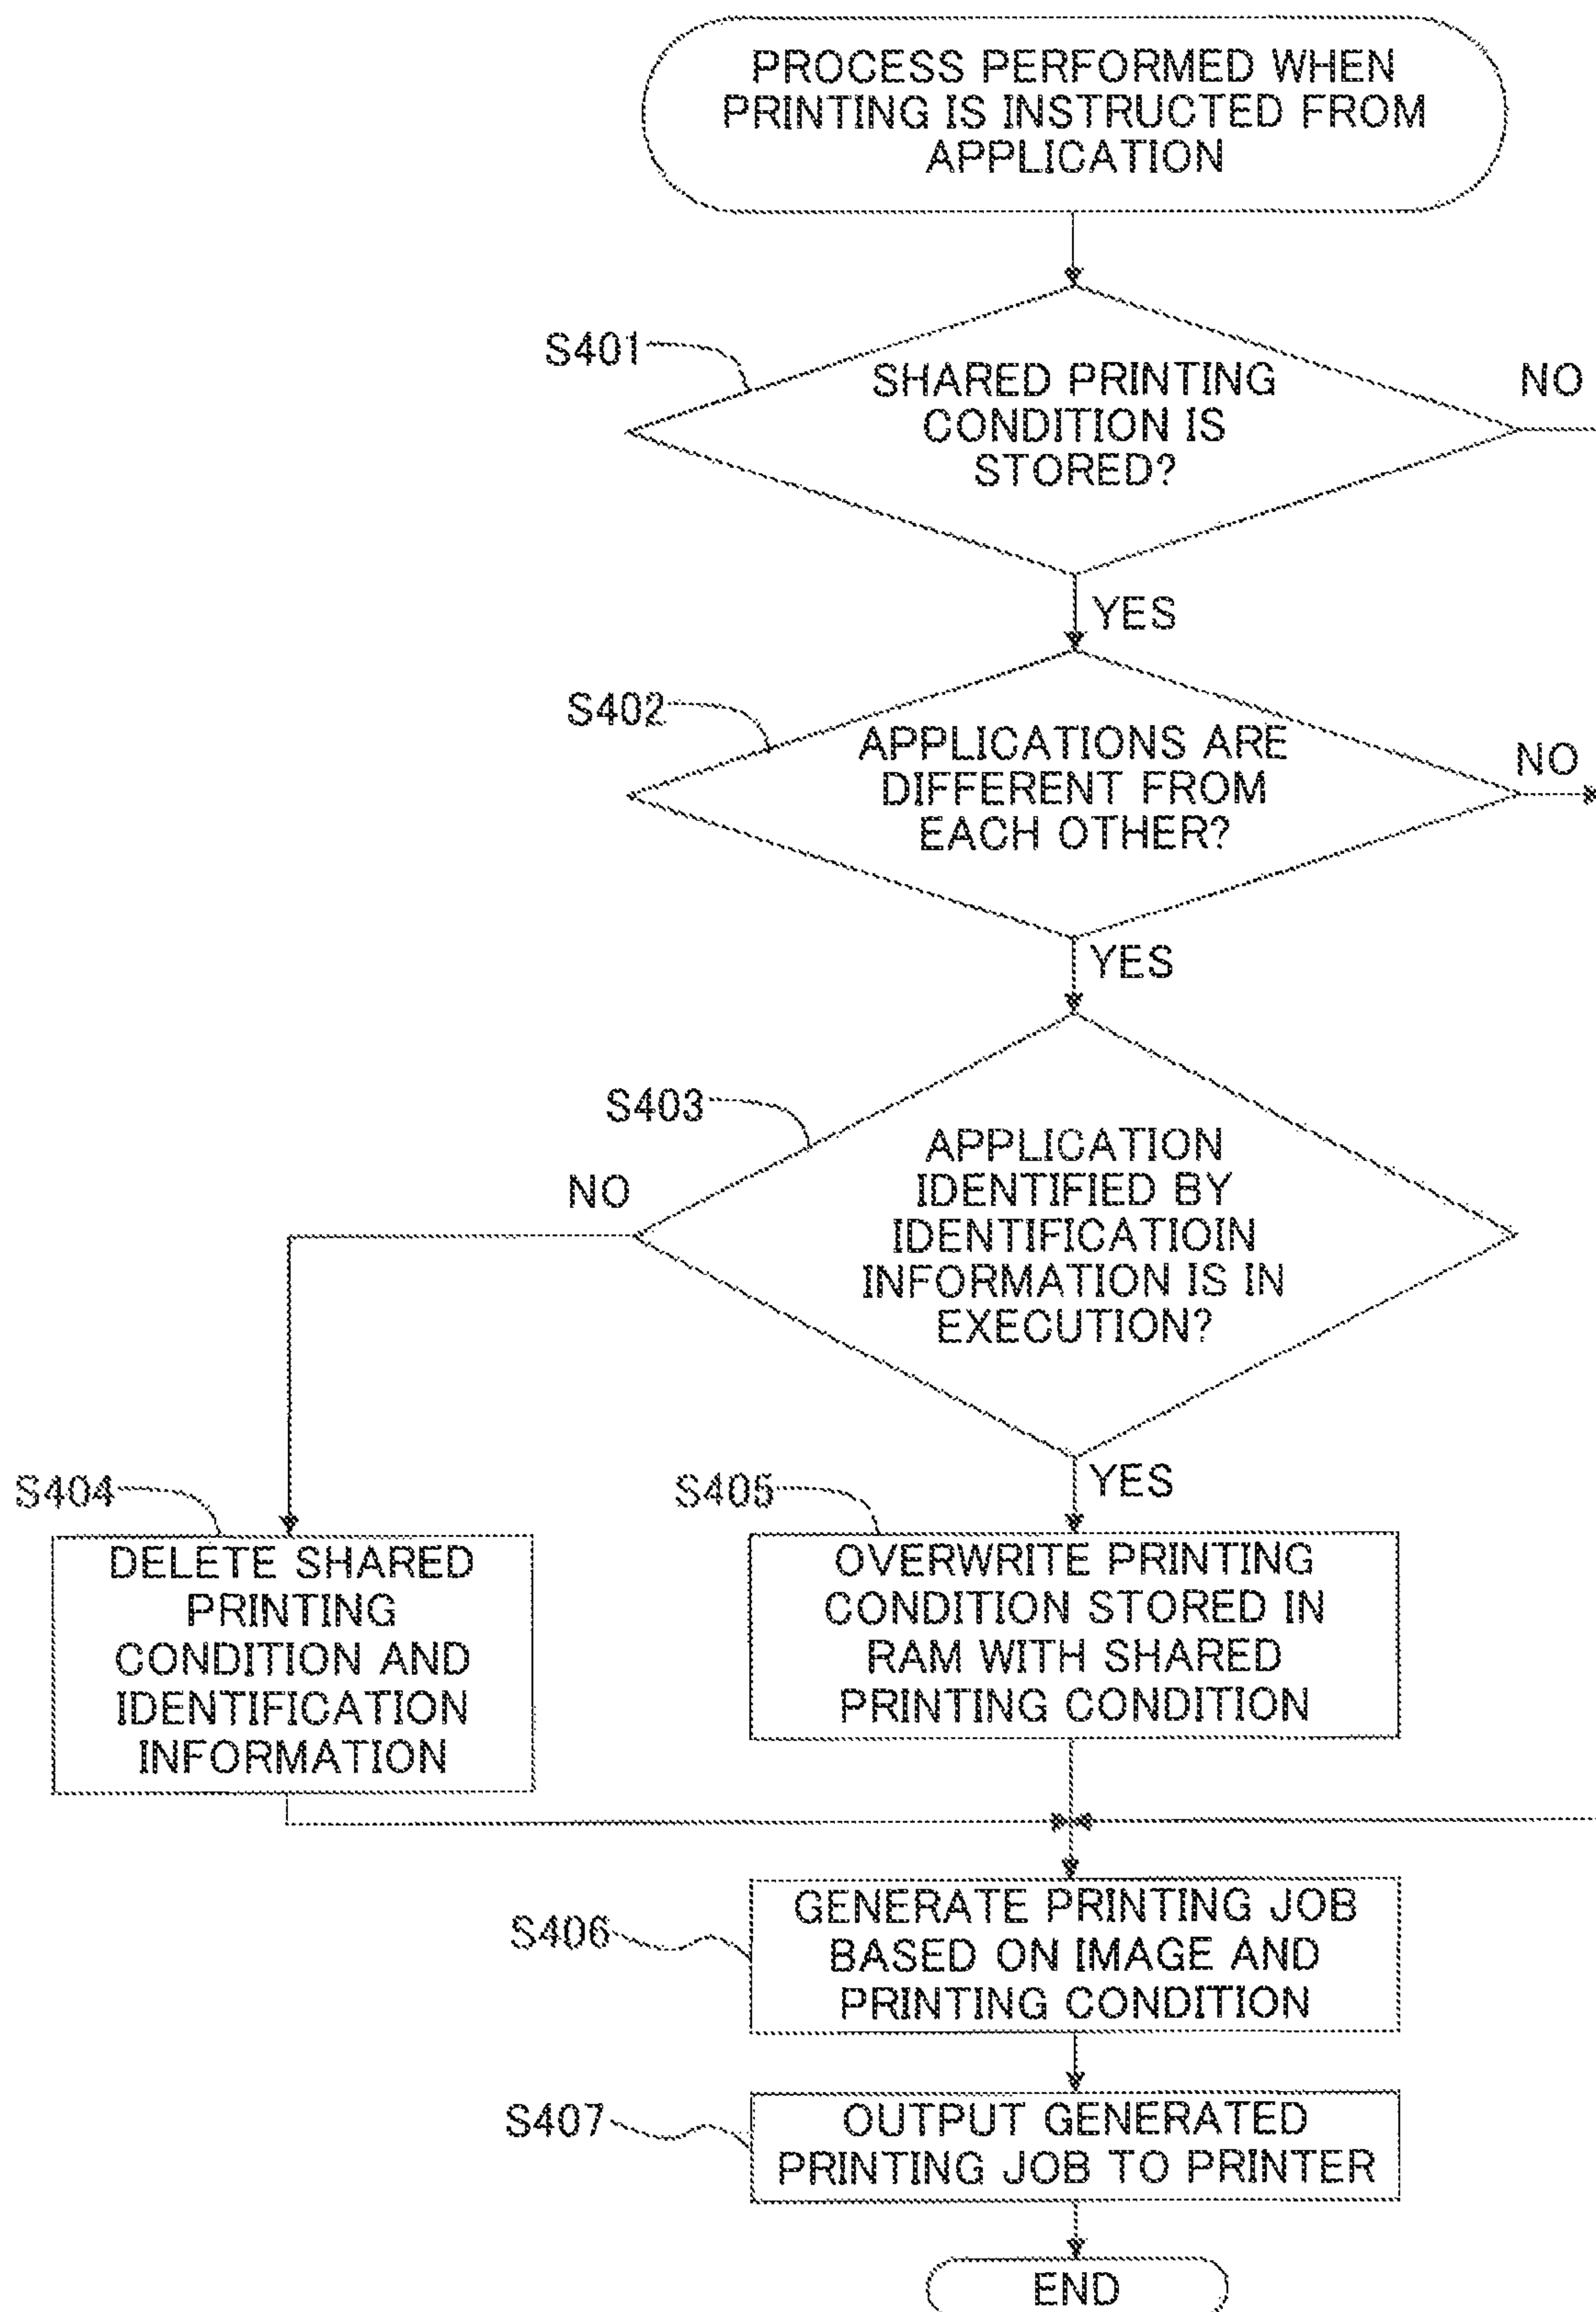 PROCESS PERFORMED WHEN
PRINTING IS INSTRUCTED FROM
APPLICATION
S401
SHARED PRINTING
CONDITION IS
STORED?
NO
YES
S402
APPLICATIONS ARE
DIFFERENT FROM
EACH OTHER?
NO
YES
S403
APPLICATION
IDENTIFIED BY
IDENTIFICATIOIN
INFORMATION IS IN
EXECUTION?
NO
YES
S404
DELETE SHARED
PRINTING
CONDITION AND
IDENTIFICATION
INFORMATION
S405
OVERWRITE PRINTING
CONDITION STORED IN
RAM WITH SHARED
PRINTING CONDITION
S406
GENERATE PRINTING JOB
BASED ON IMAGE AND
PRINTING CONDITION
S407
OUTPUT GENERATED
PRINTING JOB TO PRINTER
END